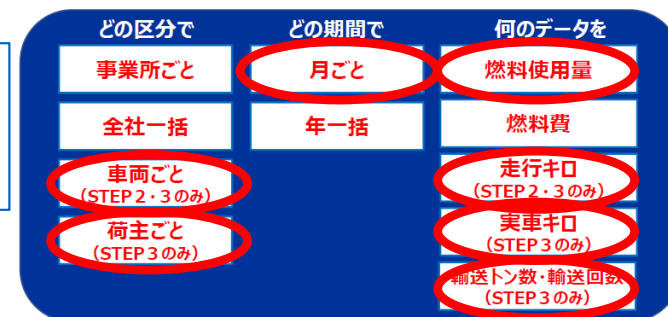 どの区分で
どの期間で
何のデータを
事業所ごと
月ごと
燃料使用量
全社一括
年一括
燃料費
車両ごと
(STEP2・3のみ)
走行キロ
(STEP2・3のみ)
荷主ごと
(STEP3のみ)
実車キロ
(STEP3のみ)
輸送トン数・輸送回数
(STEP3のみ)